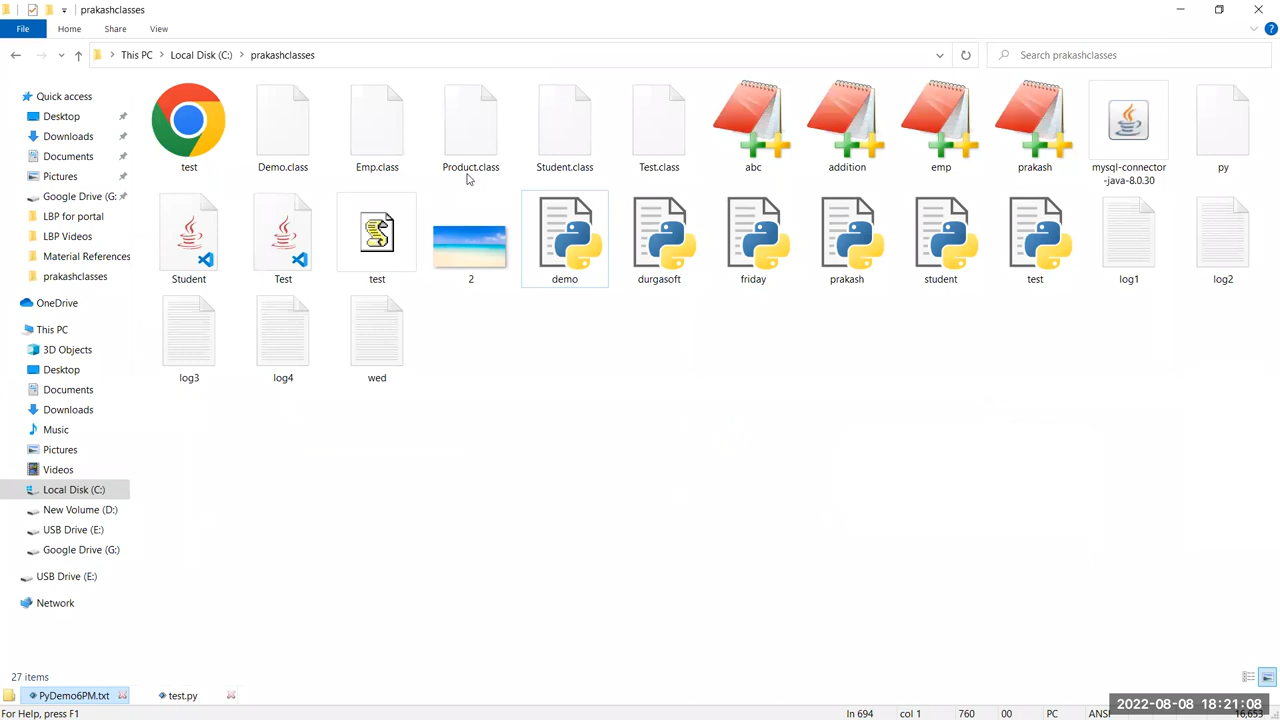 prakashclasses
File
Home
Share
View
This PC
Local Disk (C:)
prakashclasses
Search prakashclasses
Quick access
Desktop
Downloads
Documents
Pictures
Google Drive (G:
LBP for portal
LBP Videos
Material References
prakashclasses
OneDrive
This PC
3D Objects
Desktop
Documents
Downloads
Music
Pictures
Videos
Local Disk (C:)
New Volume (D:)
USB Drive (E:)
Google Drive (G:)
USB Drive (E:)
Network
test
Demo.class
Emp.class
Product.class
Student.class
Test.class
abc
addition
emp
prakash
mysql-connector
-java-8.0.30
py
Student
Test
test
2
demo
durgasoft
friday
prakash
student
test
log1
log2
log3
log4
wed
27 items
PyDemo6PM.txt
test.py
2022-08-08 18:21:08
For Help, press F1
ln 694
col 1
760
00
PC
ANSI
16,653